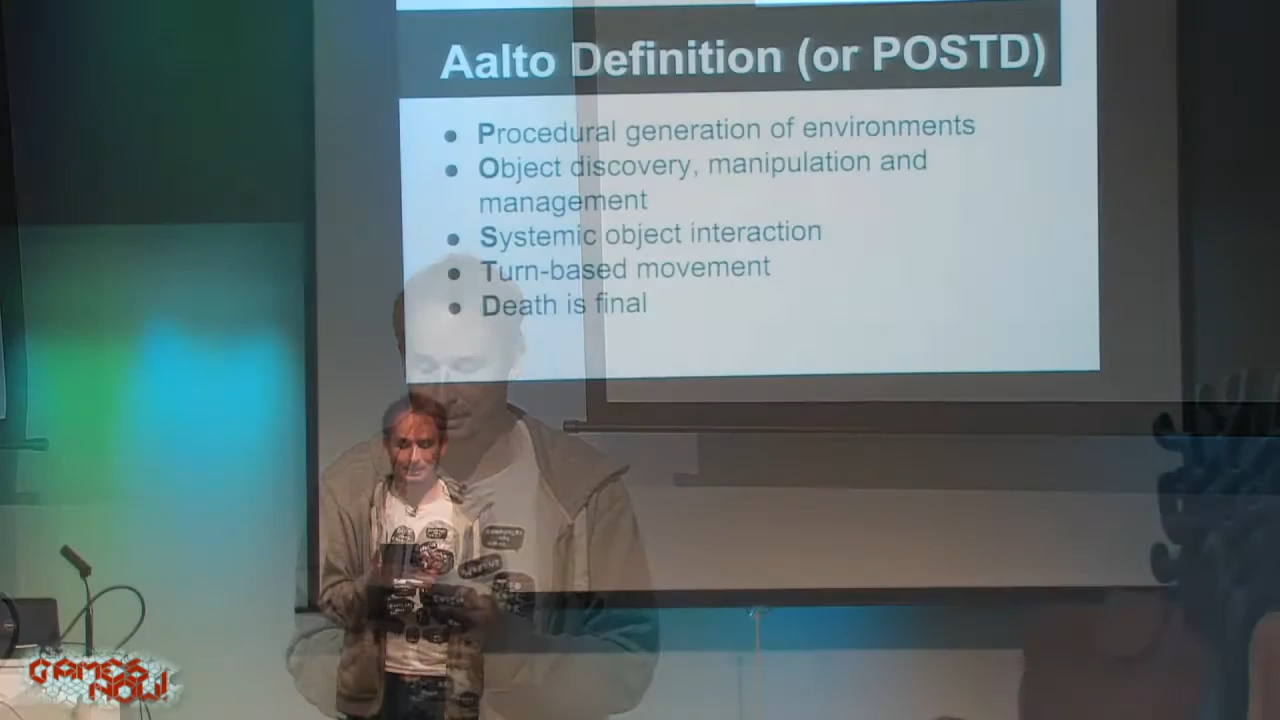 Aalto Definition (or POSTD)
● Procedural generation of environments
● Object discovery, manipulation and
management
● Systemic object interaction
● Turn-based movement
● Death is final
GAMES
NOW!